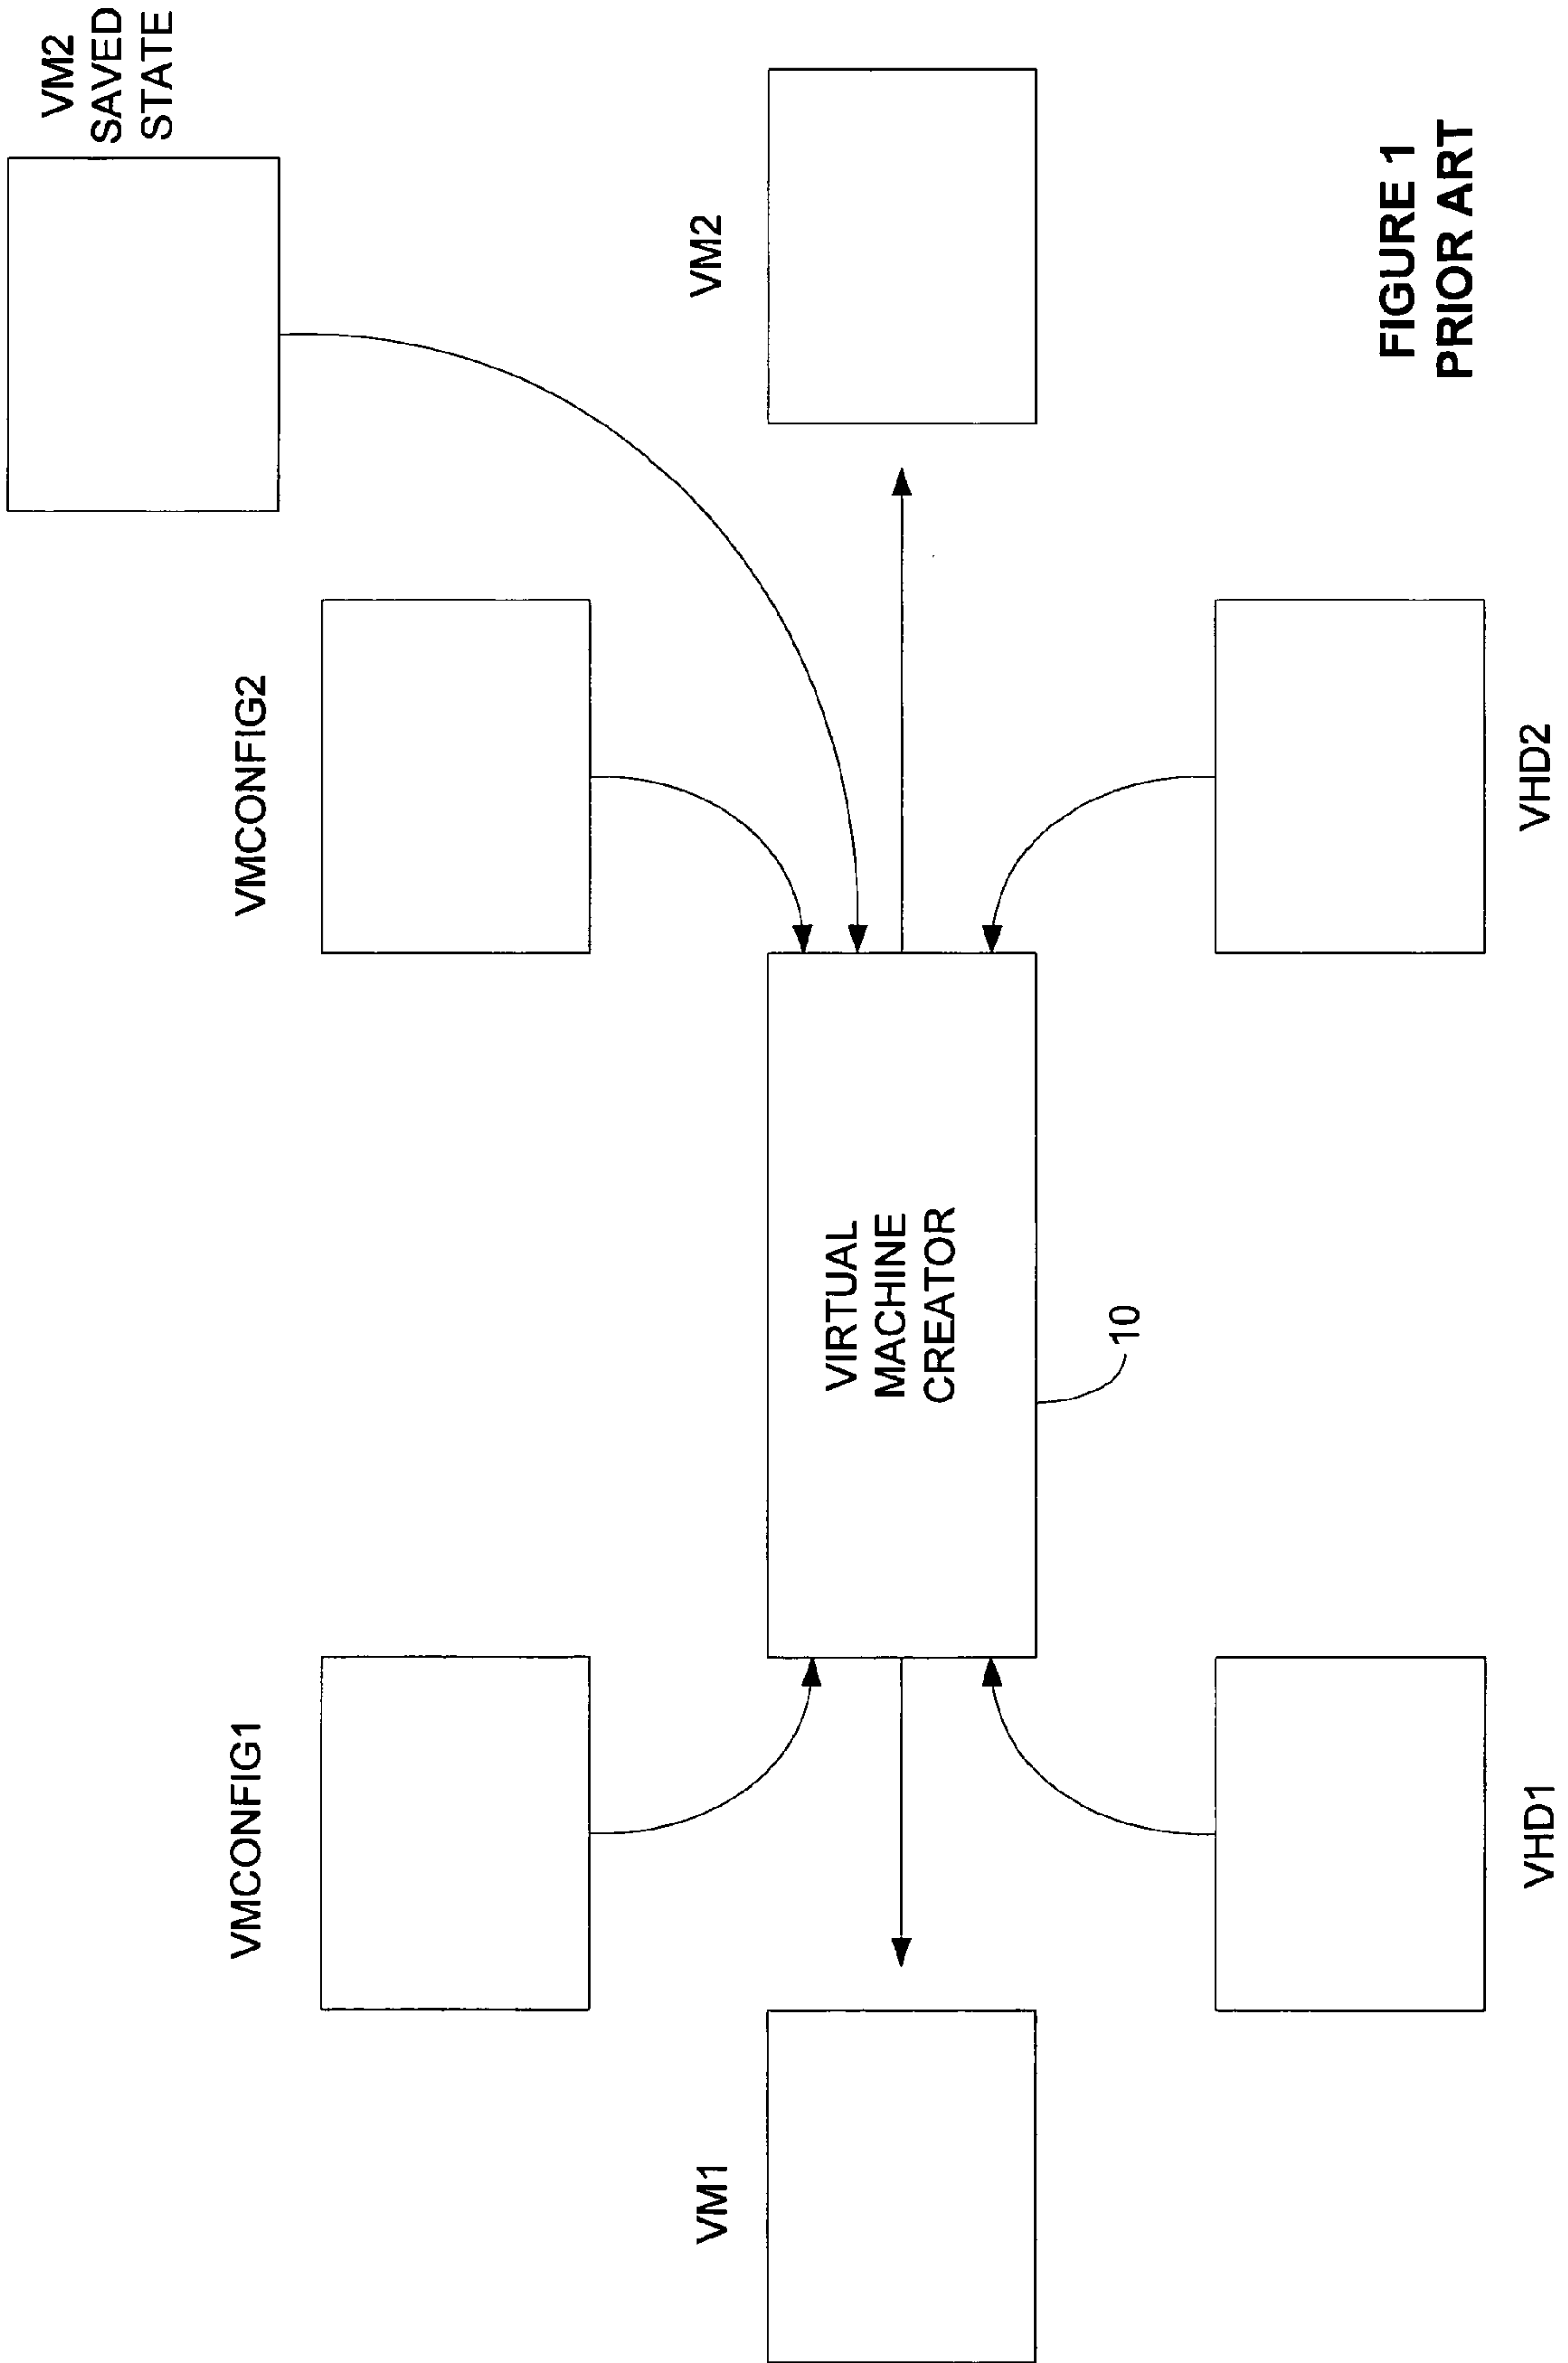 VM2
SAVED
STATE
VMCONFIG1
VMCONFIG2
VM1
VIRTUAL
MACHINE
CREATOR
VM2
10
VHD1
VHD2
FIGURE 1
PRIOR ART